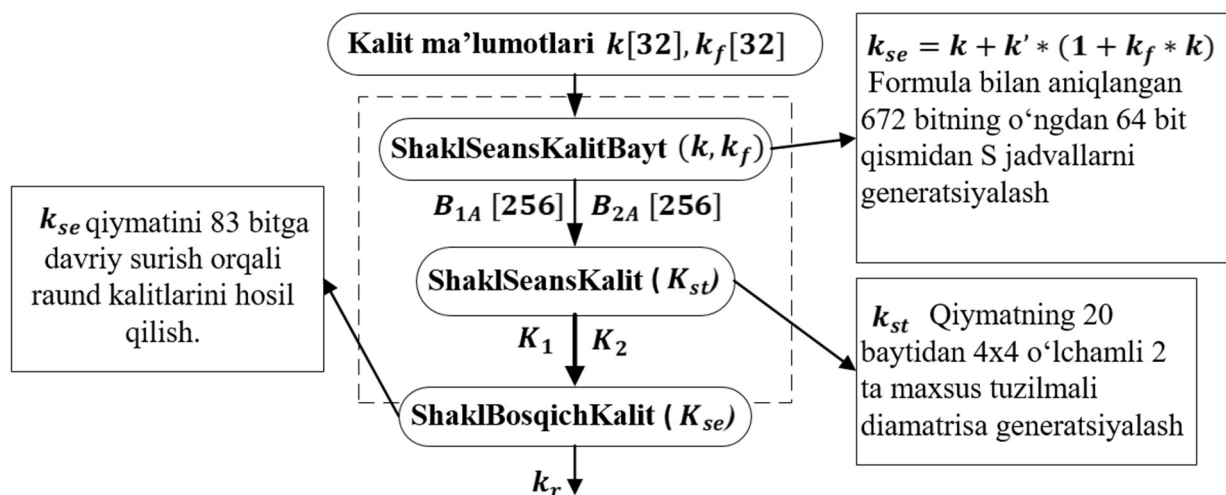 Kalit ma’lumotlari k[32], k_f[32]
k_se = k + k’ * (1 + k_f * k)
Formula bilan aniqlangan
672 bitning o‘ngdan 64 bit
qismidan S jadvallarni
generatsiyalash
ShaklSeansKalitBayt (k, k_f)
B_1A [256] B_2A [256]
k_se qiymatini 83 bitga
davriy surish orqali
raund kalitlarini hosil
qilish.
ShaklSeansKalit ( K_st)
k_st Qiymatning 20
baytidan 4x4 o‘lchamli 2
ta maxsus tuzilmali
diamatrisa generatsiyalash
K_1 K_2
ShaklBosqichKalit ( K_se)
k_r